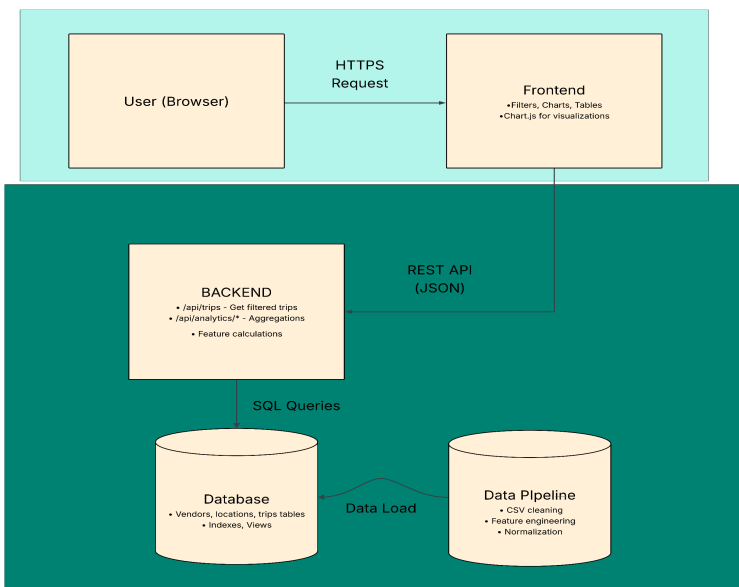 HTTPS
Request
User (Browser)
Frontend
•Filters, Charts, Tables
•Chart.js for visualizations
REST API
(JSON)
BACKEND
• /api/trips - Get filtered trips
• /api/analytics/* - Aggregations
• Feature calculations
SQL Queries
Database
• Vendors, locations, trips tables
• Indexes, Views
Data Load
Data PIpeline
• CSV cleaning
• Feature engineering
• Normalization